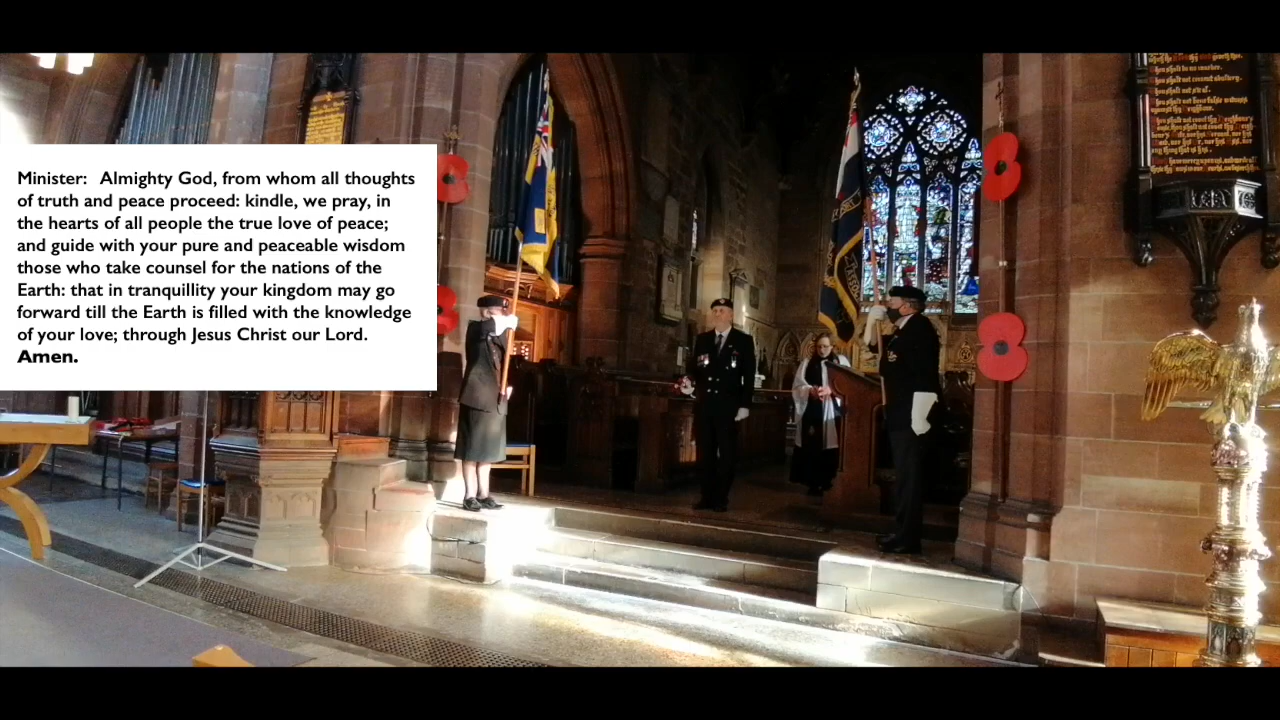 Minister: Almighty God, from whom all thoughts
of truth and peace proceed: kindle, we pray, in
the hearts of all people the true love of peace;
and guide with your pure and peaceable wisdom
those who take counsel for the nations of the
Earth: that in tranquillity your kingdom may go
forward till the Earth is filled with the knowledge
of your love; through Jesus Christ our Lord.
Amen.